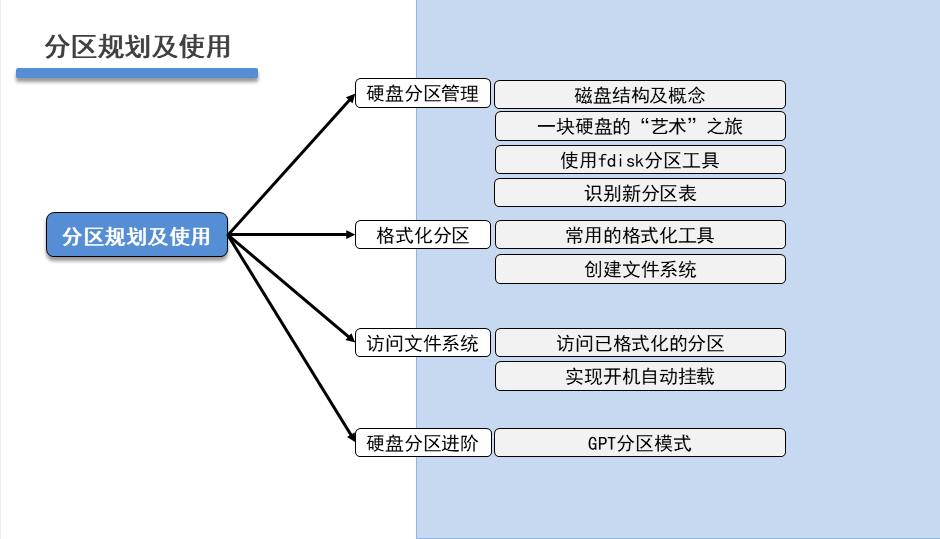 分区规划及使用
分区规划及使用
硬盘分区管理
磁盘结构及概念
一块硬盘的“艺术”之旅
使用fdisk分区工具
识别新分区表
格式化分区
常用的格式化工具
创建文件系统
访问文件系统
访问已格式化的分区
实现开机自动挂载
硬盘分区进阶
GPT分区模式